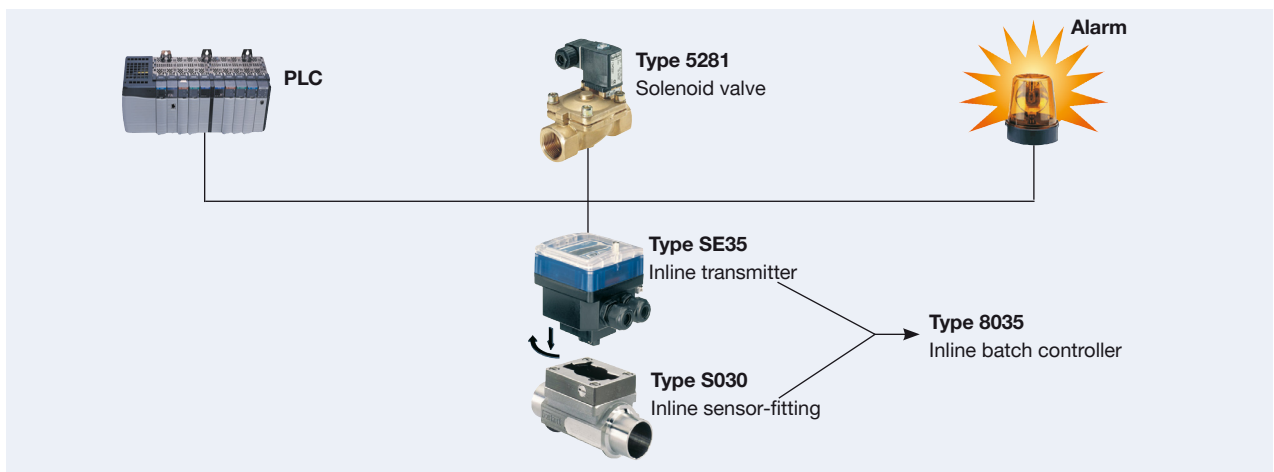 PLC
Type 5281
Solenoid valve
Alarm
Type SE35
Inline transmitter
Type 8035
Inline batch controller
Type S030
Inline sensor-fitting